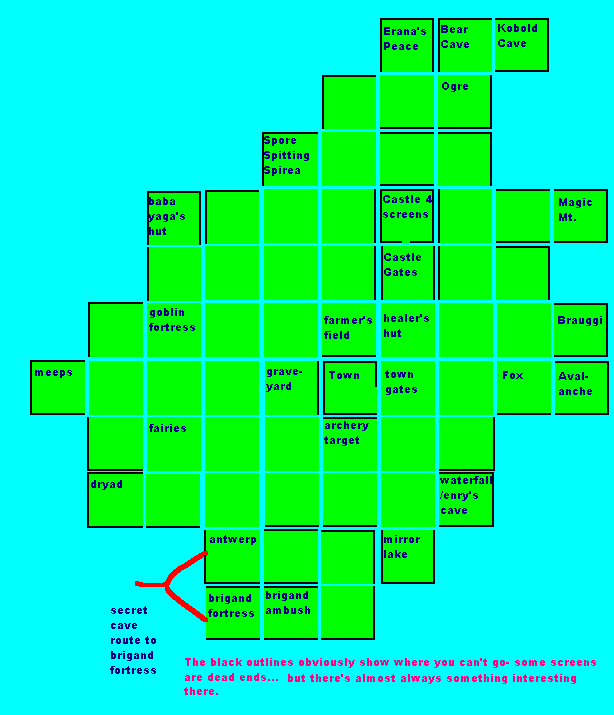 Erana's
Peace
Bear
Cave
Kobold
Cave
Ogre
Spore
Spitting
Spirea
baba
yaga's
hut
Castle 4
screens
Magic
Mt.
Castle
Gates
goblin
fortress
farmer's
field
healer's
hut
Brauggi
meeps
grave-
yard
Town
town
gates
Fox
Aval-
anche
fairies
archery
target
dryad
waterfall
/enry's
cave
antwerp
mirror
lake
brigand
fortress
brigand
ambush
secret
cave
route to
brigand
fortress
The black outlines obviously show where you can't go- some screens
are dead ends... but there's almost always something interesting
there.